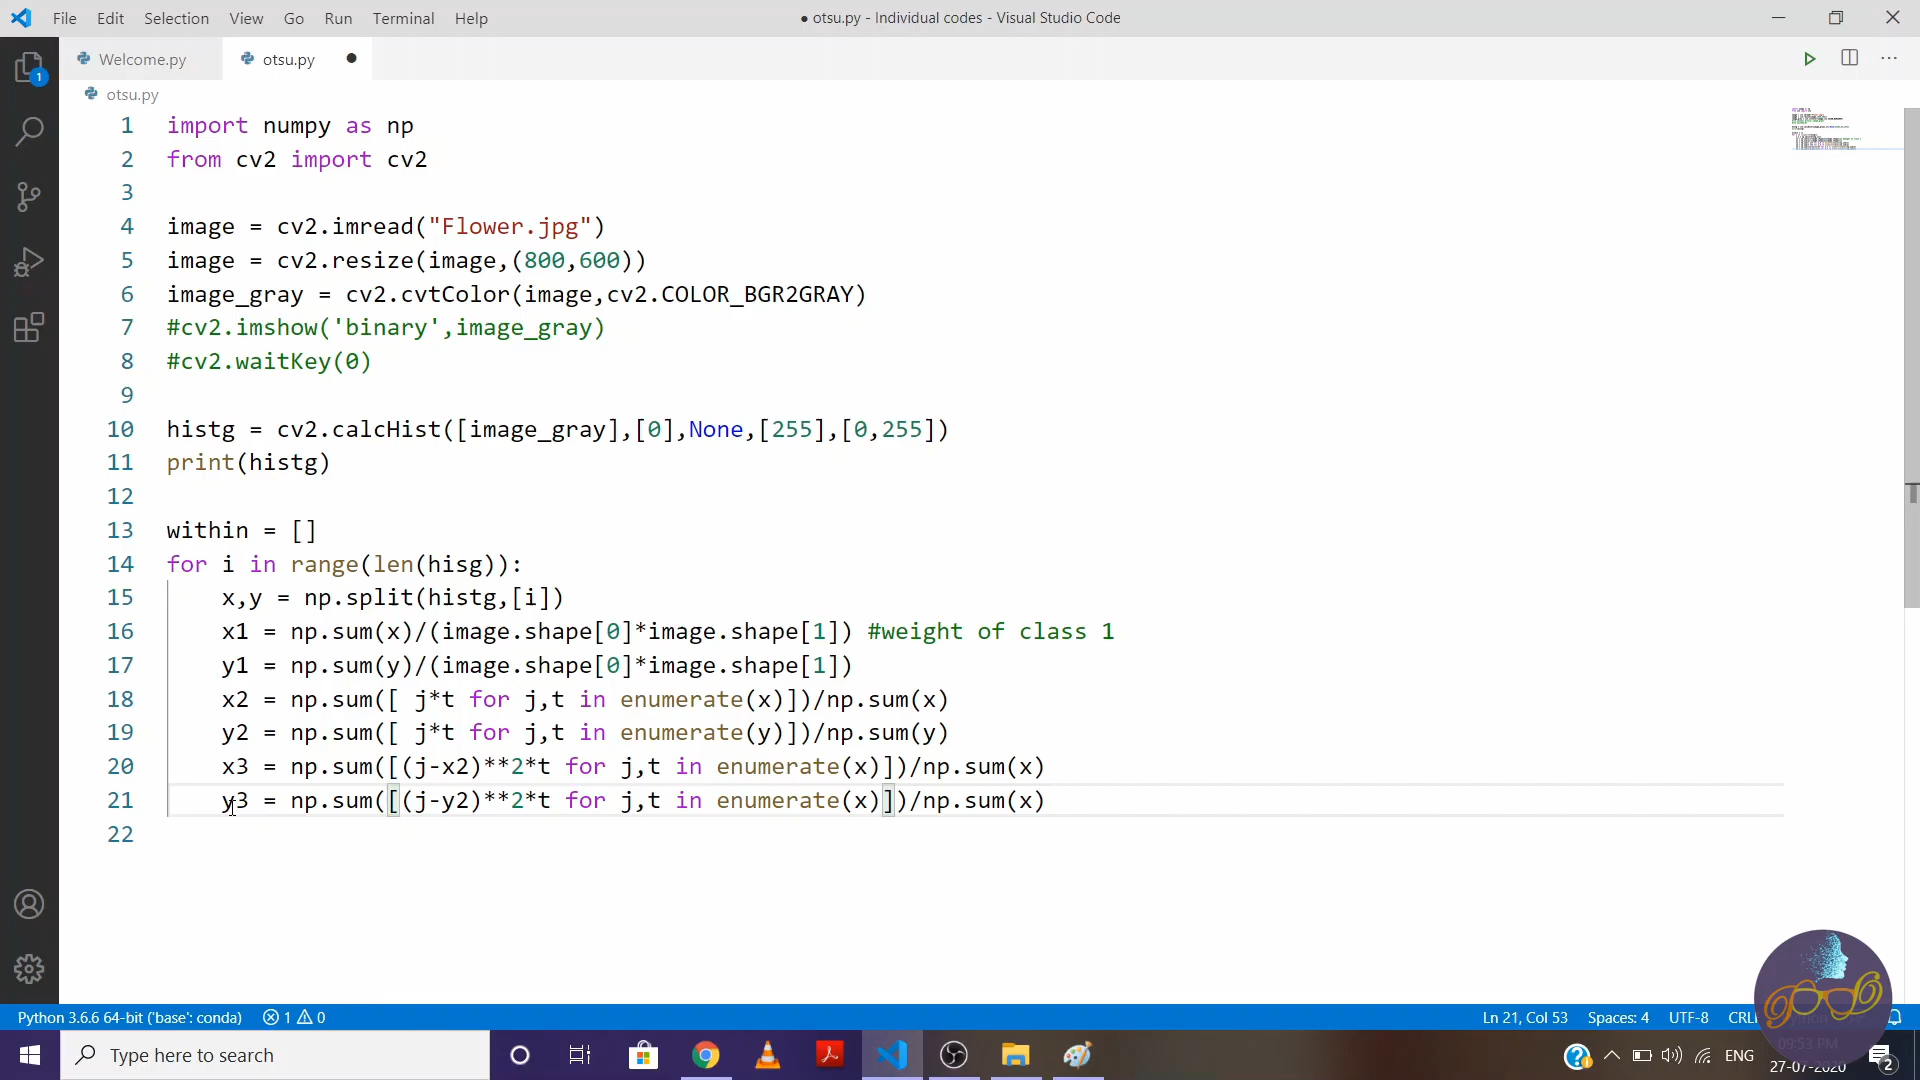 File Edit Selection View Go Run Terminal Help
● otsu.py - Individual codes - Visual Studio Code
Welcome.py otsu.py
1
otsu.py
1 import numpy as np
2 from cv2 import cv2
3
4 image = cv2.imread("Flower.jpg")
5 image = cv2.resize(image,(800,600))
6 image_gray = cv2.cvtColor(image,cv2.COLOR_BGR2GRAY)
7 #cv2.imshow('binary',image_gray)
8 #cv2.waitKey(0)
9
10 histg = cv2.calcHist([image_gray],[0],None,[255],[0,255])
11 print(histg)
12
13 within = []
14 for i in range(len(hisg)):
15 x,y = np.split(histg,[i])
16 x1 = np.sum(x)/(image.shape[0]*image.shape[1]) #weight of class 1
17 y1 = np.sum(y)/(image.shape[0]*image.shape[1])
18 x2 = np.sum([ j*t for j,t in enumerate(x)])/np.sum(x)
19 y2 = np.sum([ j*t for j,t in enumerate(y)])/np.sum(y)
20 x3 = np.sum([(j-x2)**2*t for j,t in enumerate(x)])/np.sum(x)
21 y3 = np.sum([(j-y2)**2*t for j,t in enumerate(x)])/np.sum(x)
22
Python 3.6.6 64-bit ('base': conda) 1 0
Ln 21, Col 53 Spaces: 4 UTF-8
Type here to search
ENG
09:53 PM
27-07-2020
2